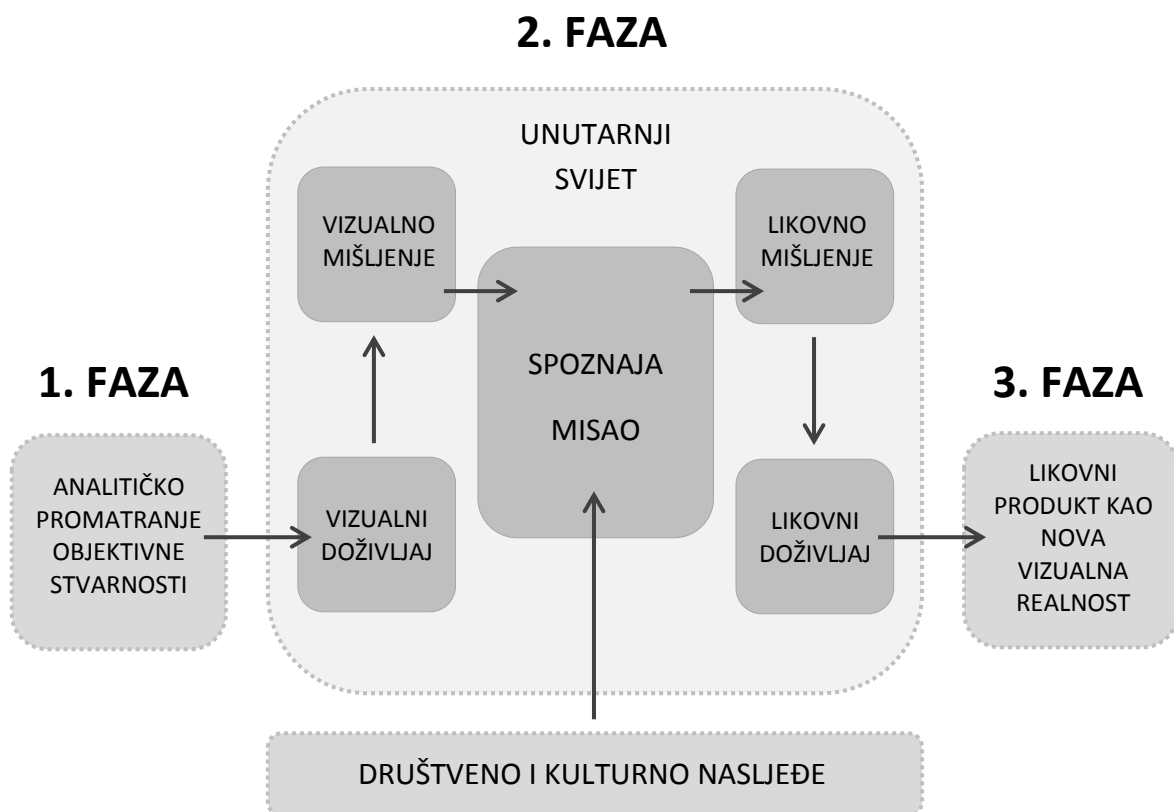 2. FAZA
UNUTARNJI
SVIJET
VIZUALNO
MIŠLJENJE
LIKOVNO
MIŠLJENJE
SPOZNAJA
MISAO
1. FAZA
3. FAZA
ANALITIČKO
PROMATRANJE
OBJEKTIVNE
STVARNOSTI
VIZUALNI
DOŽIVLJAJ
LIKOVNI
DOŽIVLJAJ
LIKOVNI
PRODUKT KAO
NOVA
VIZUALNA
REALNOST
DRUŠTVENO I KULTURNO NASLJEĐE